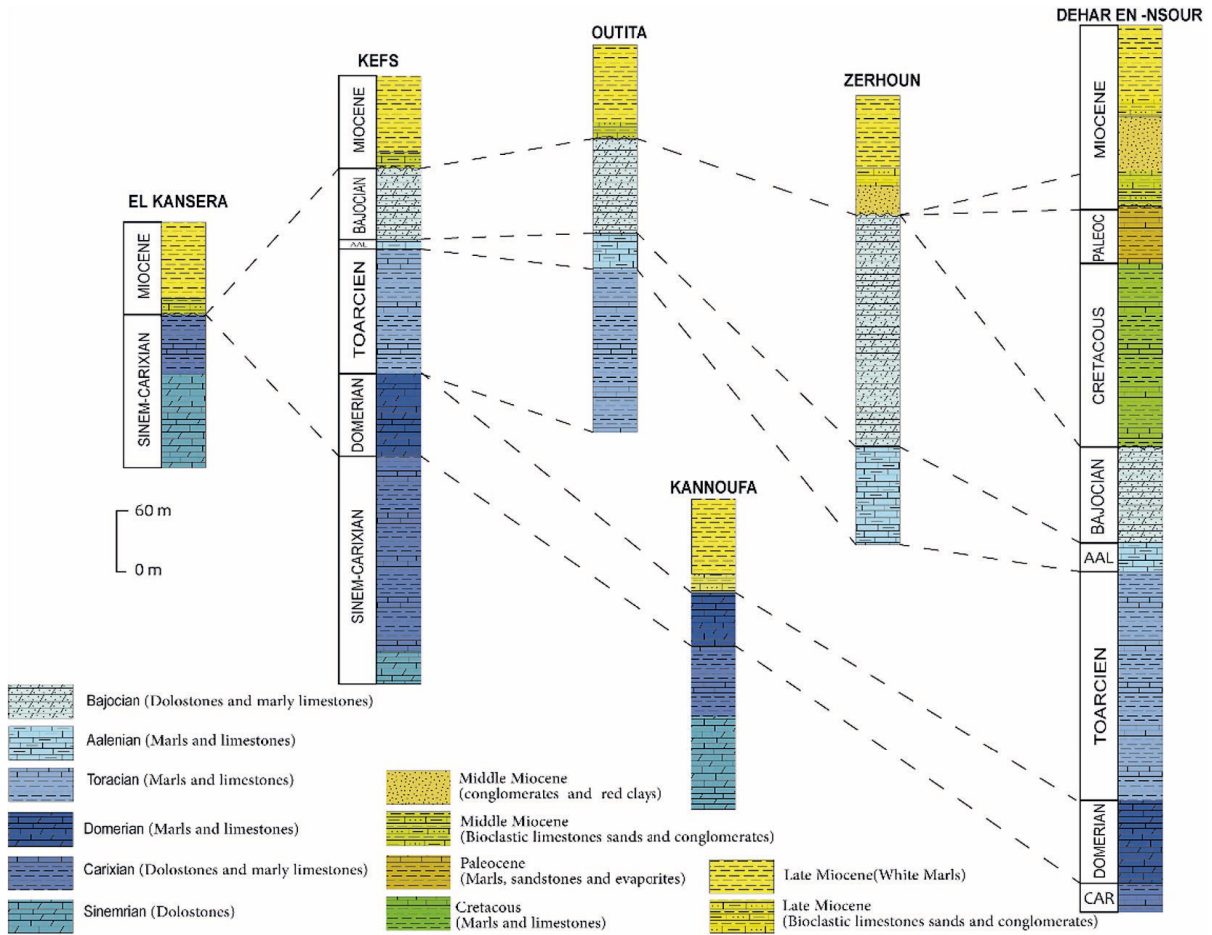 DEHAR EN -NSOUR
OUTITA
KEFS
ZERHOUN
EL KANSERA
KANNOUFA
MIOCENE
SINEM-CARIXIAN
MIOCENE
BAJOCIAN
AAL
TOARCIEN
DOMERIAN
SINEM-CARIXIAN
MIOCENE
PALEOC
CRETACOUS
BAJOCIAN
AAL
TOARCIEN
DOMERIAN
CAR
60 m
0 m
Bajocian (Dolostones and marly limestones)
Aalenian (Marls and limestones)
Toracian (Marls and limestones)
Domerian (Marls and limestones)
Carixian (Dolostones and marly limestones)
Sinemrian (Dolostones)
Middle Miocene
(conglomerates and red clays)
Middle Miocene
(Bioclastic limestones sands and conglomerates)
Paleocene
(Marls, sandstones and evaporites)
Cretacous
(Marls and limestones)
Late Miocene(White Marls)
Late Miocene
(Bioclastic limestones sands and conglomerates)